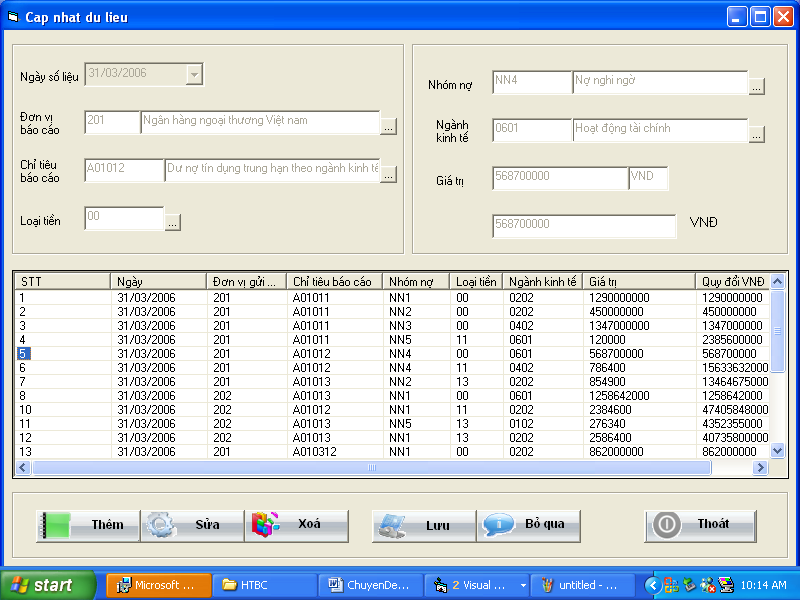 Cap nhat du lieu
Ngày số liệu 31/03/2006
Đơn vị báo cáo 201 Ngân hàng ngoại thương Việt nam ...
Chỉ tiêu báo cáo A01012 Dư nợ tín dụng trung hạn theo ngành kinh tế ...
Loại tiền 00 ...
Nhóm nợ NN4 Nợ nghi ngờ ...
Ngành kinh tế 0601 Hoạt động tài chính ...
Giá trị 568700000 VND
568700000 VNĐ
STT Ngày Đơn vị gửi ... Chỉ tiêu báo cáo Nhóm nợ Loại tiền Ngành kinh tế Giá trị Quy đổi VNĐ
1 31/03/2006 201 A01011 NN1 00 0202 1290000000 1290000000
2 31/03/2006 201 A01011 NN2 00 0202 450000000 450000000
3 31/03/2006 201 A01011 NN3 00 0402 1347000000 1347000000
4 31/03/2006 201 A01011 NN5 11 0601 120000 2385600000
5 31/03/2006 201 A01012 NN4 00 0601 568700000 568700000
6 31/03/2006 201 A01012 NN4 11 0402 786400 15633632000
7 31/03/2006 201 A01013 NN2 13 0202 854900 13464675000
8 31/03/2006 202 A01013 NN1 00 0601 1258642000 1258642000
10 31/03/2006 202 A01012 NN1 11 0202 2384600 47405848000
11 31/03/2006 202 A01013 NN5 13 0102 276340 4352355000
12 31/03/2006 202 A01013 NN1 13 0202 2586400 40735800000
13 31/03/2006 201 A010312 NN1 00 0202 862000000 862000000
Thêm Sửa Xoá Lưu Bỏ qua Thoát
start Microsoft ... HTBC ChuyenDe... 2 Visual ... untitled - ... 10:14 AM